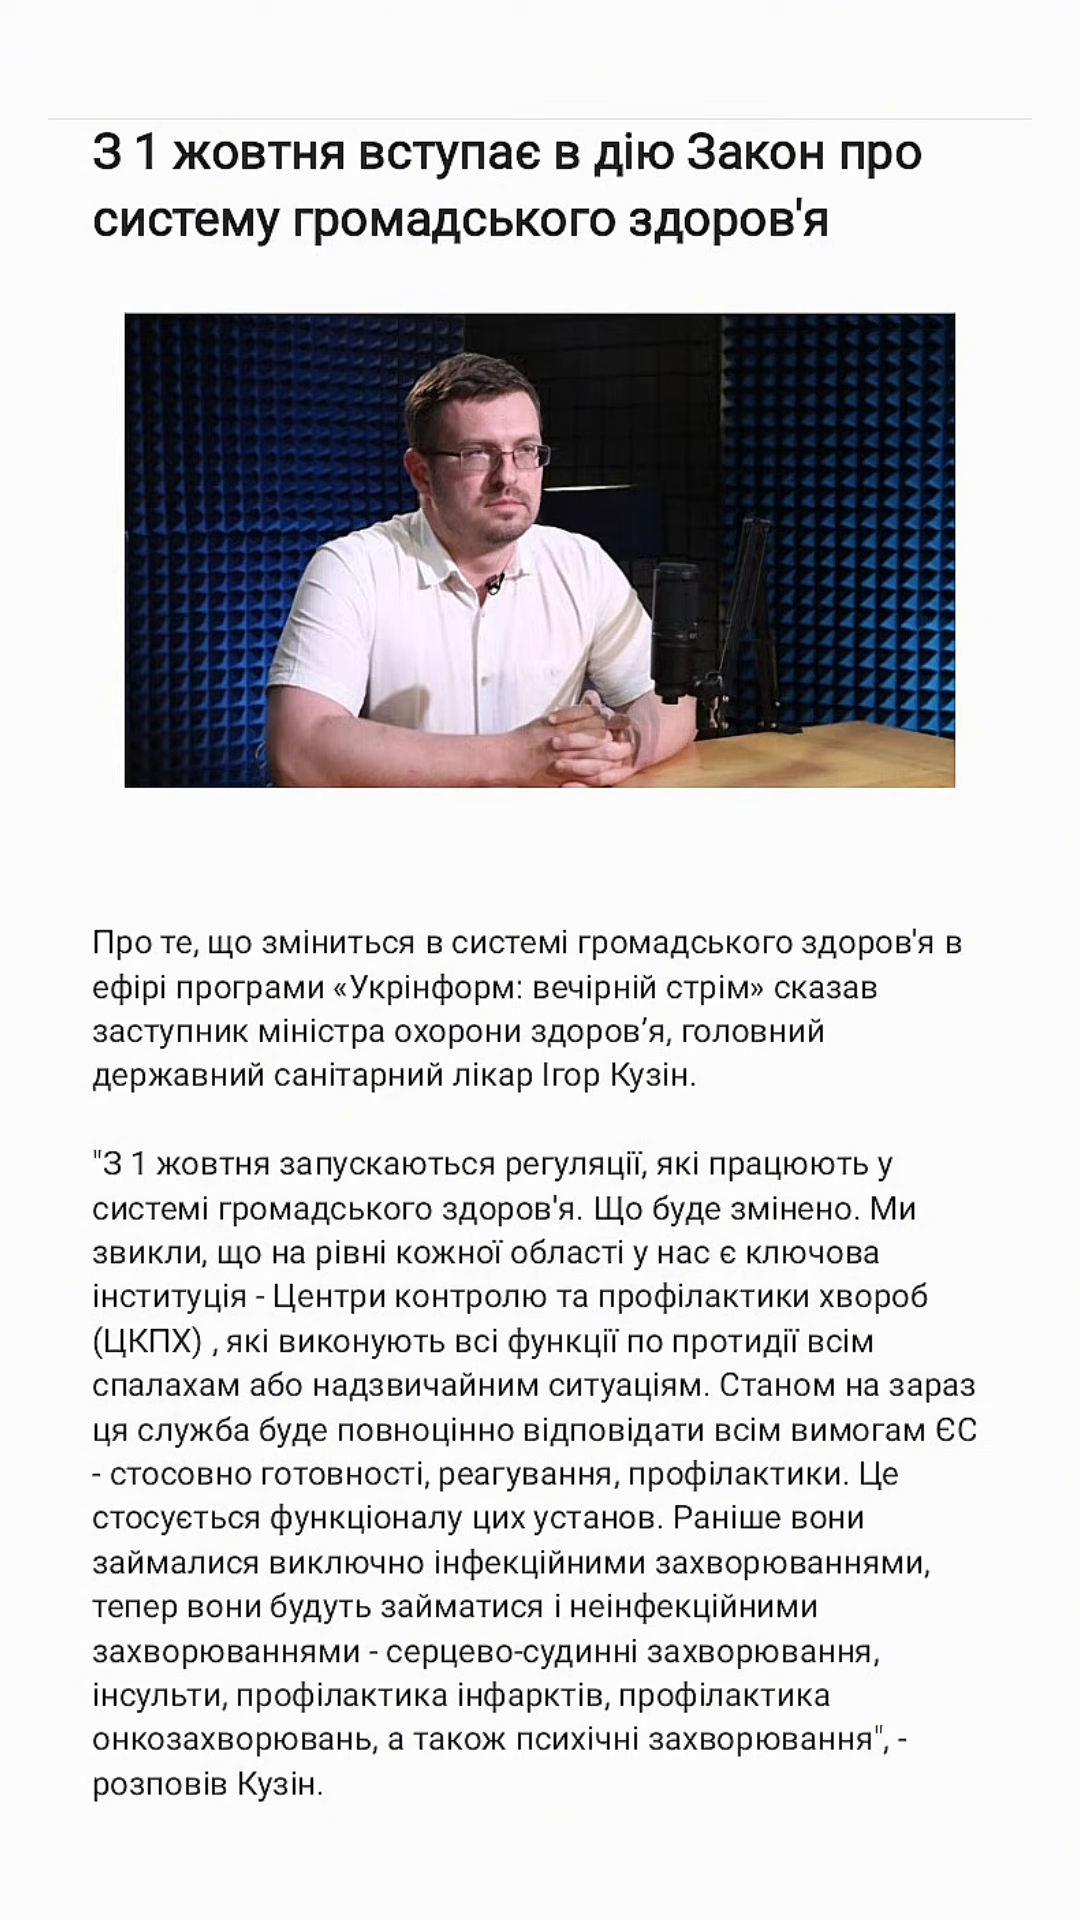 З 1 жовтня вступає в дію Закон про
систему громадського здоров'я
Про те, що зміниться в системі громадського здоров'я в
ефірі програми «Укрінформ: вечірній стрім» сказав
заступник міністра охорони здоров’я, головний
державний санітарний лікар Ігор Кузін.
"З 1 жовтня запускаються регуляції, які працюють у
системі громадського здоров'я. Що буде змінено. Ми
звикли, що на рівні кожної області у нас є ключова
інституція - Центри контролю та профілактики хвороб
(ЦКПХ) , які виконують всі функції по протидії всім
спалахам або надзвичайним ситуаціям. Станом на зараз
ця служба буде повноцінно відповідати всім вимогам ЄС
- стосовно готовності, реагування, профілактики. Це
стосується функціоналу цих установ. Раніше вони
займалися виключно інфекційними захворюваннями,
тепер вони будуть займатися і неінфекційними
захворюваннями - серцево-судинні захворювання,
інсульти, профілактика інфарктів, профілактика
онкозахворювань, а також психічні захворювання", -
розповів Кузін.